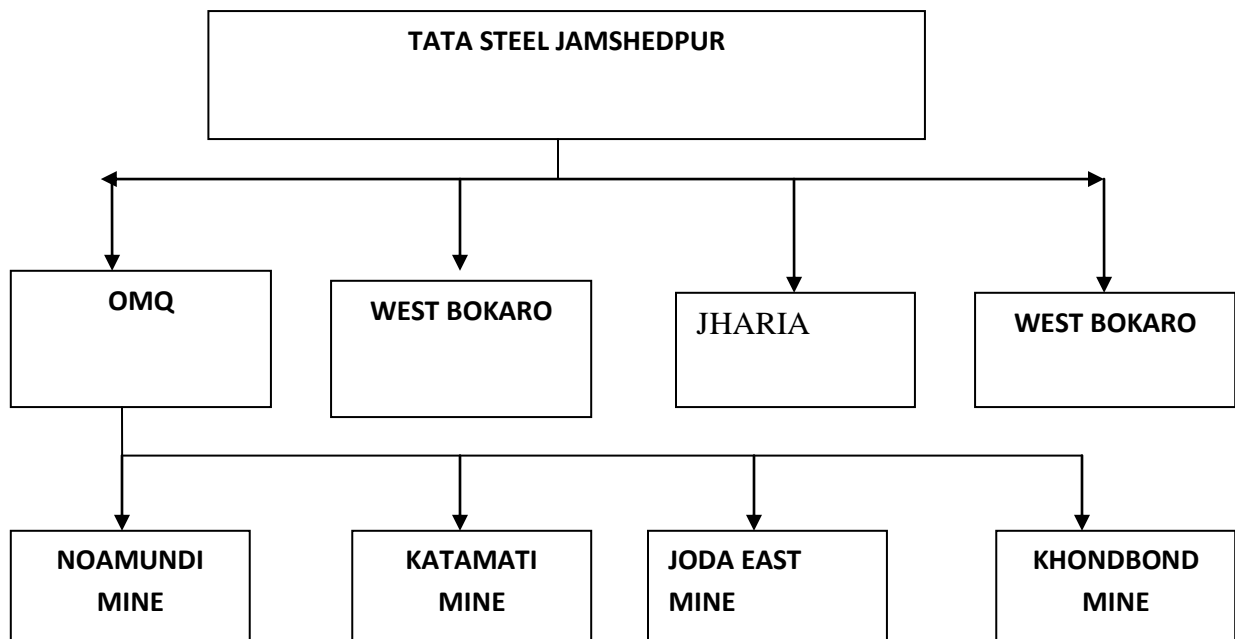 TATA STEEL JAMSHEDPUR
OMQ
WEST BOKARO
JHARIA
WEST BOKARO
NOAMUNDI
MINE
KATAMATI
MINE
JODA EAST
MINE
KHONDBOND
MINE